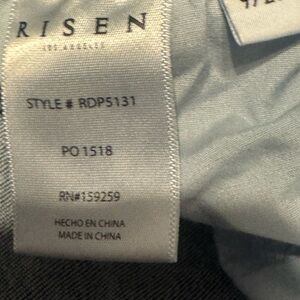 RISEN
LOS ANGELES
STYLE # RDP5131
PO 1518
RN#159259
HECHO EN CHINA
MADE IN CHINA